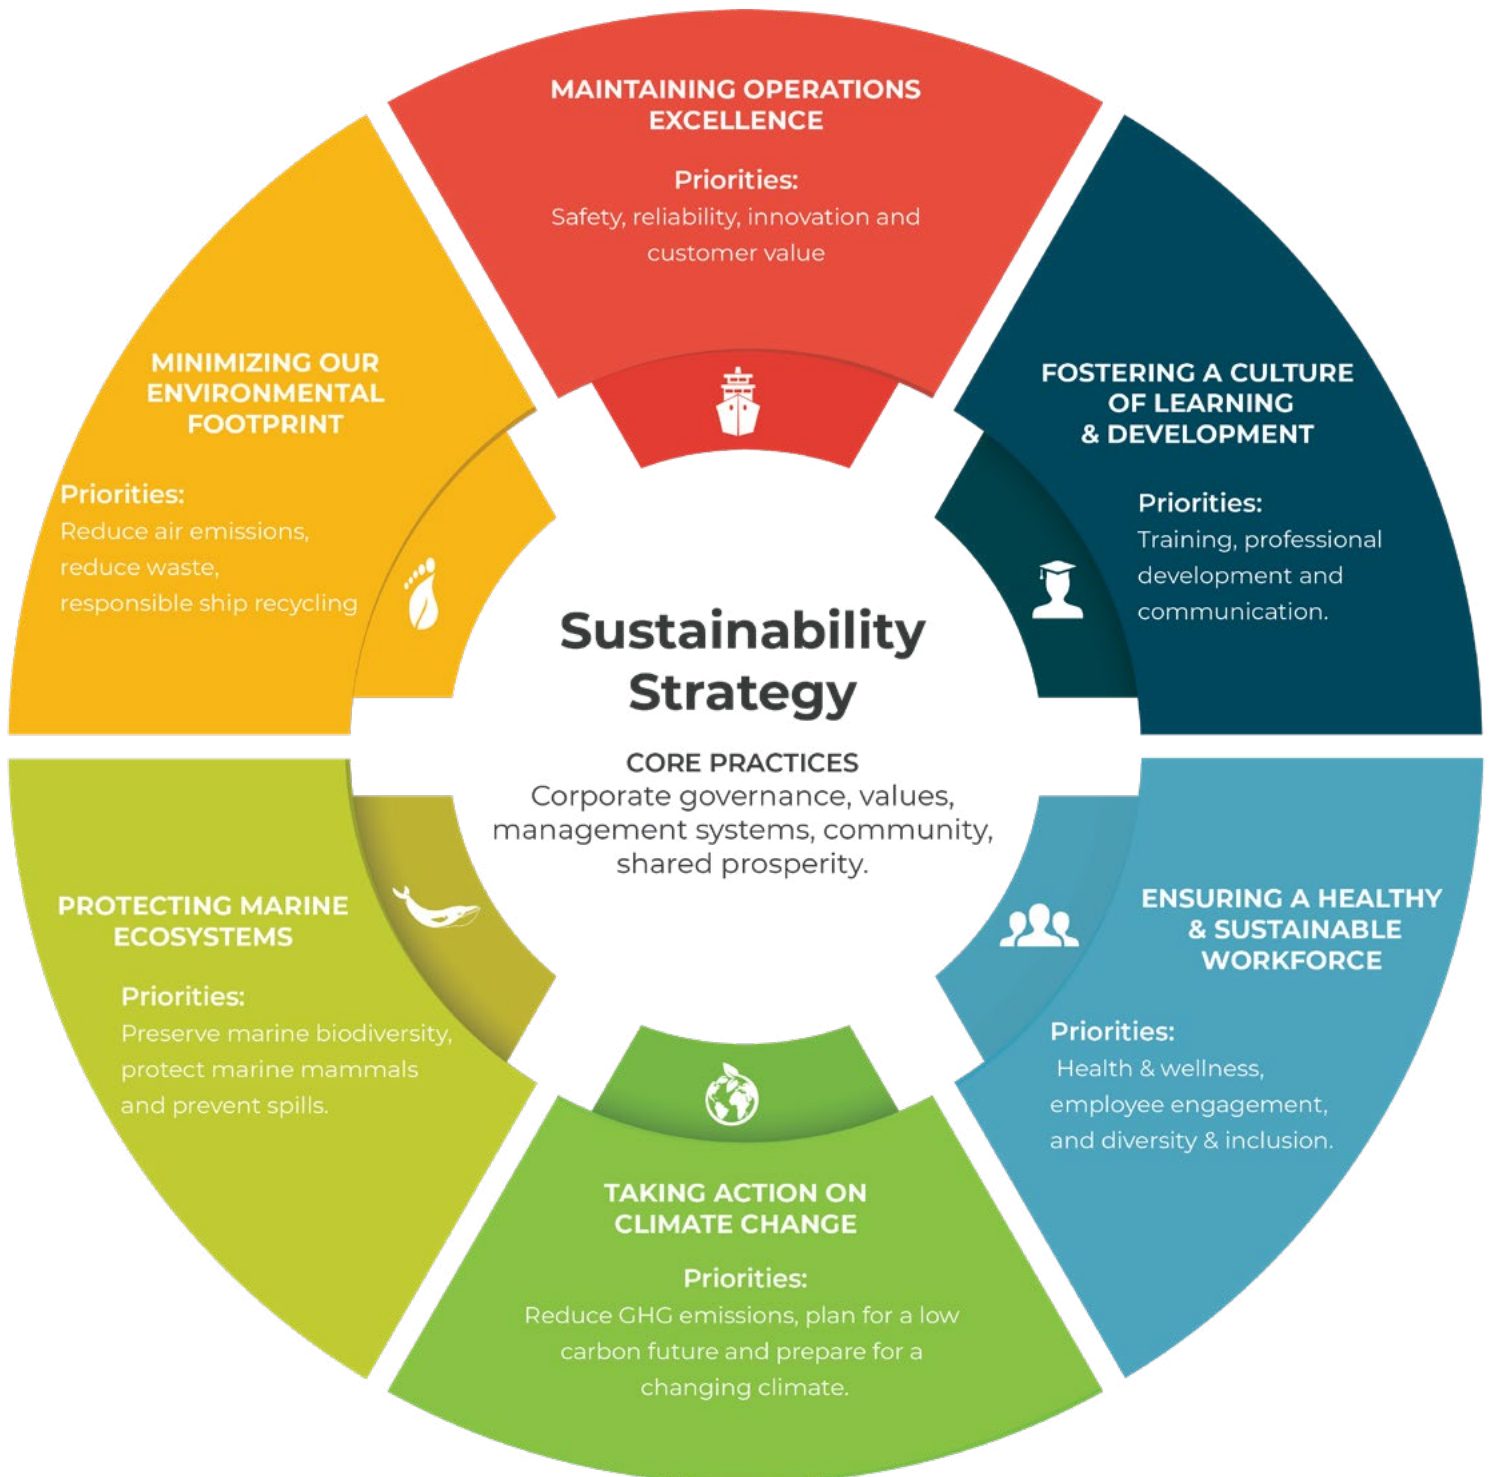 MAINTAINING OPERATIONS
EXCELLENCE
Priorities:
Safety, reliability, innovation and
customer value
FOSTERING A CULTURE
OF LEARNING
& DEVELOPMENT
Priorities:
Training, professional
development and
communication.
ENSURING A HEALTHY
& SUSTAINABLE
WORKFORCE
Priorities:
Health & wellness,
employee engagement,
and diversity & inclusion.
TAKING ACTION ON
CLIMATE CHANGE
Priorities:
Reduce GHG emissions, plan for a low
carbon future and prepare for a
changing climate.
PROTECTING MARINE
ECOSYSTEMS
Priorities:
Preserve marine biodiversity,
protect marine mammals
and prevent spills.
MINIMIZING OUR
ENVIRONMENTAL
FOOTPRINT
Priorities:
Reduce air emissions,
reduce waste,
responsible ship recycling
Sustainability
Strategy
CORE PRACTICES
Corporate governance, values,
management systems, community,
shared prosperity.